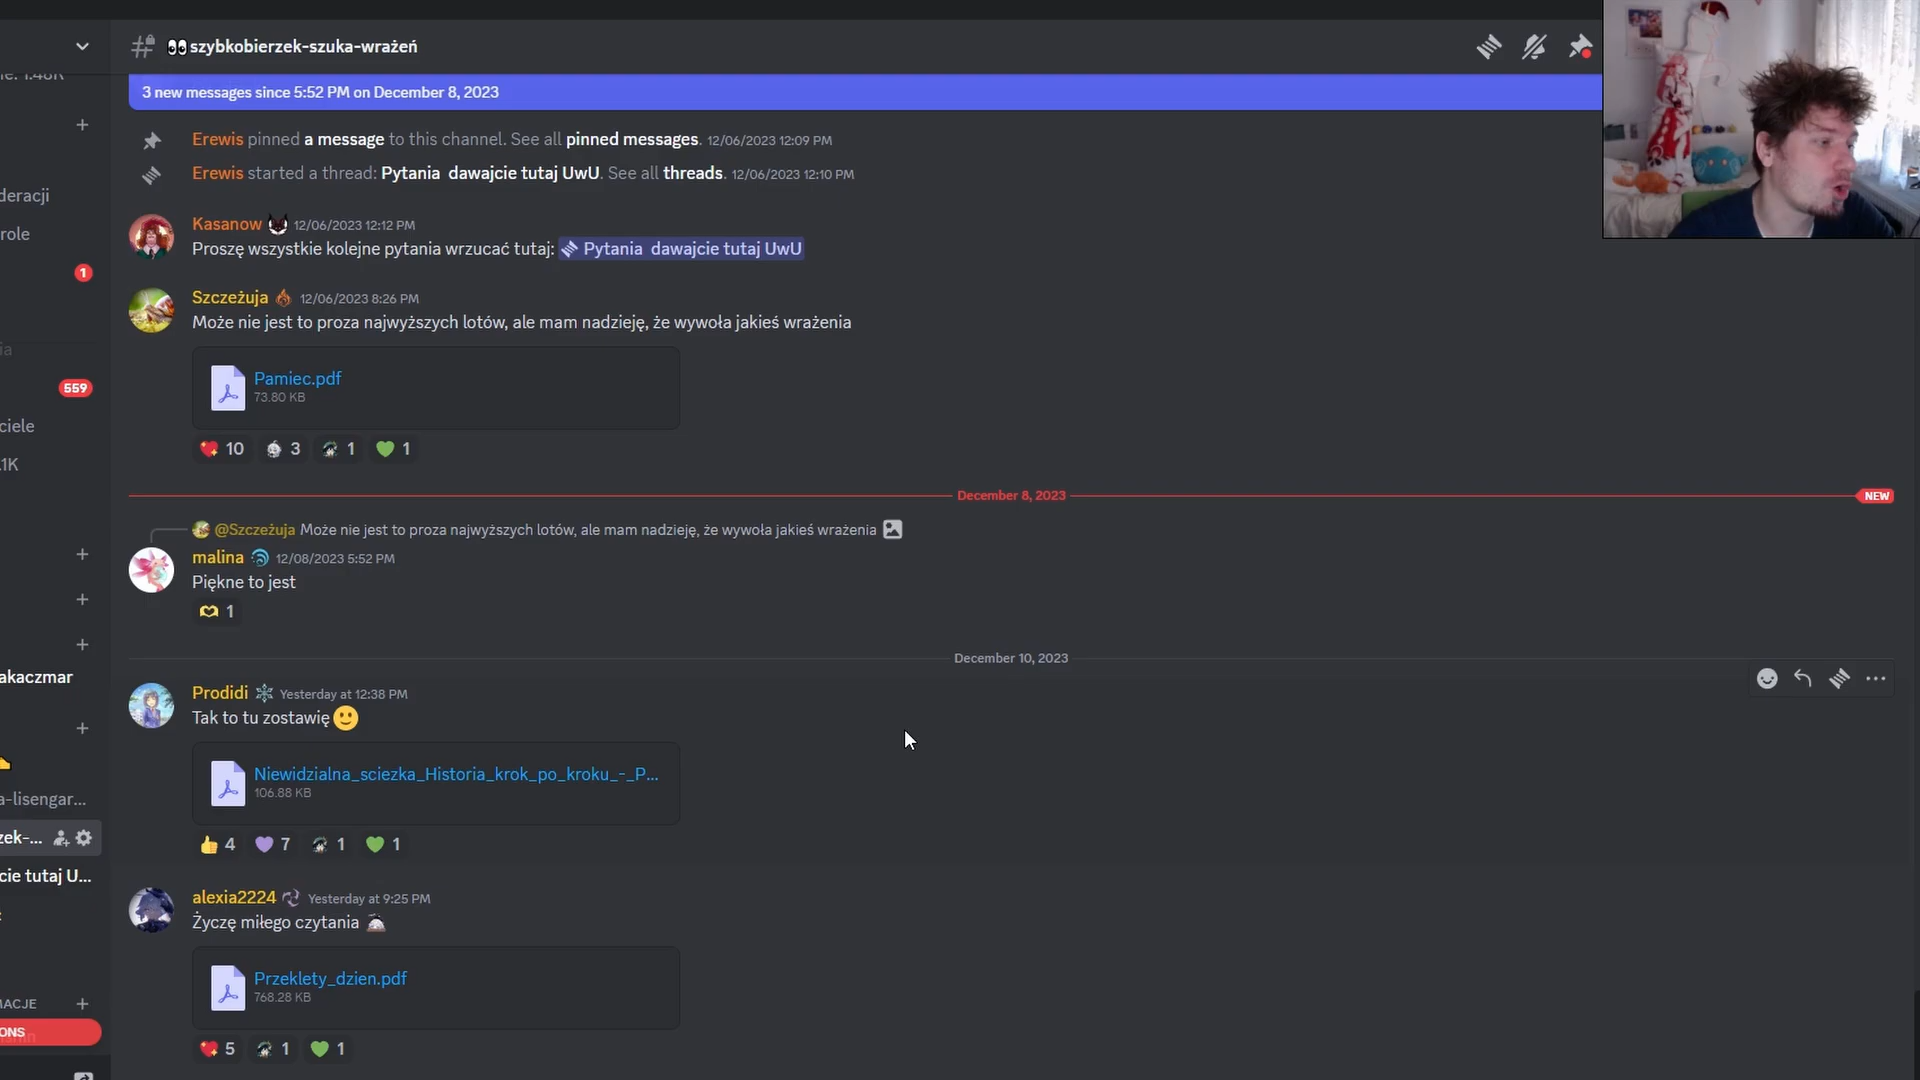 szybkobierzek-szuka-wrażeń
3 new messages since 5:52 PM on December 8, 2023
Erewis pinned a message to this channel. See all pinned messages. 12/06/2023 12:09 PM
Erewis started a thread: Pytania dawajcie tutaj UwU. See all threads. 12/06/2023 12:10 PM
deracji
role
1
Kasanow 12/06/2023 12:12 PM
Proszę wszystkie kolejne pytania wrzucać tutaj: Pytania dawajcie tutaj UwU
Szczeżuja 12/06/2023 8:26 PM
Może nie jest to proza najwyższych lotów, ale mam nadzieję, że wywoła jakieś wrażenia
ia
559
Pamiec.pdf
73.80 KB
ciele
.1K
10 3 1 1
December 8, 2023
NEW
@Szczeżuja Może nie jest to proza najwyższych lotów, ale mam nadzieję, że wywoła jakieś wrażenia
malina 12/08/2023 5:52 PM
Piękne to jest
1
December 10, 2023
akaczmar
Prodidi Yesterday at 12:38 PM
Tak to tu zostawię
Niewidzialna_sciezka_Historia_krok_po_kroku_-_P...
106.88 KB
a-lisengar...
zek-...
4 7 1 1
cie tutaj U...
alexia2224 Yesterday at 9:25 PM
Życzę miłego czytania
Przeklety_dzien.pdf
768.28 KB
MACJE
ONS
5 1 1